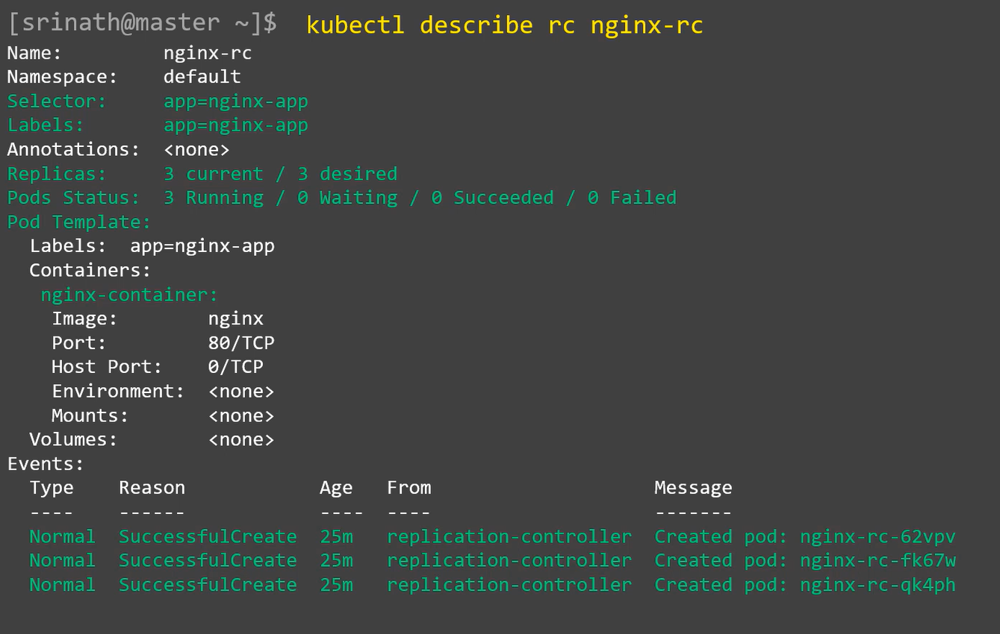 [srinath@master ~]$ kubectl describe rc nginx-rc
Name:         nginx-rc
Namespace:    default
Selector:     app=nginx-app
Labels:       app=nginx-app
Annotations:  <none>
Replicas:     3 current / 3 desired
Pods Status:  3 Running / 0 Waiting / 0 Succeeded / 0 Failed
Pod Template:
  Labels:  app=nginx-app
  Containers:
   nginx-container:
    Image:        nginx
    Port:         80/TCP
    Host Port:    0/TCP
    Environment:  <none>
    Mounts:       <none>
  Volumes:        <none>
Events:
  Type    Reason            Age   From                    Message
  ----    ------            ----  ----                    -------
  Normal  SuccessfulCreate  25m   replication-controller  Created pod: nginx-rc-62vpv
  Normal  SuccessfulCreate  25m   replication-controller  Created pod: nginx-rc-fk67w
  Normal  SuccessfulCreate  25m   replication-controller  Created pod: nginx-rc-qk4ph